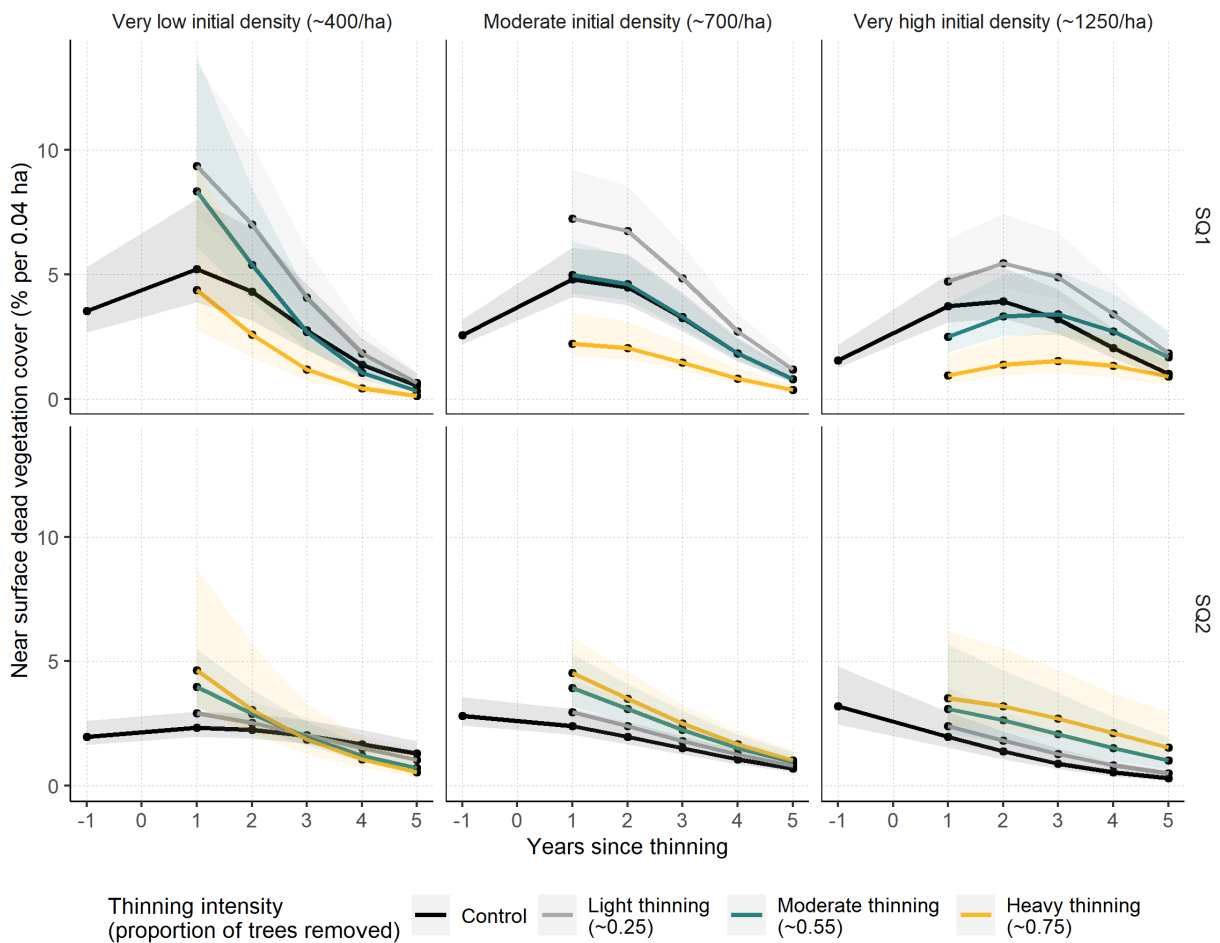 Very low initial density (~400/ha)
Moderate initial density (~700/ha)
Very high initial density (~1250/ha)
Near surface dead vegetation cover (% per 0.04 ha)
10
5
0
SQ1
10
5
0
SQ2
-1 0 1 2 3 4 5
-1 0 1 2 3 4 5
-1 0 1 2 3 4 5
Years since thinning
Thinning intensity
(proportion of trees removed)
Control
Light thinning
(~0.25)
Moderate thinning
(~0.55)
Heavy thinning
(~0.75)